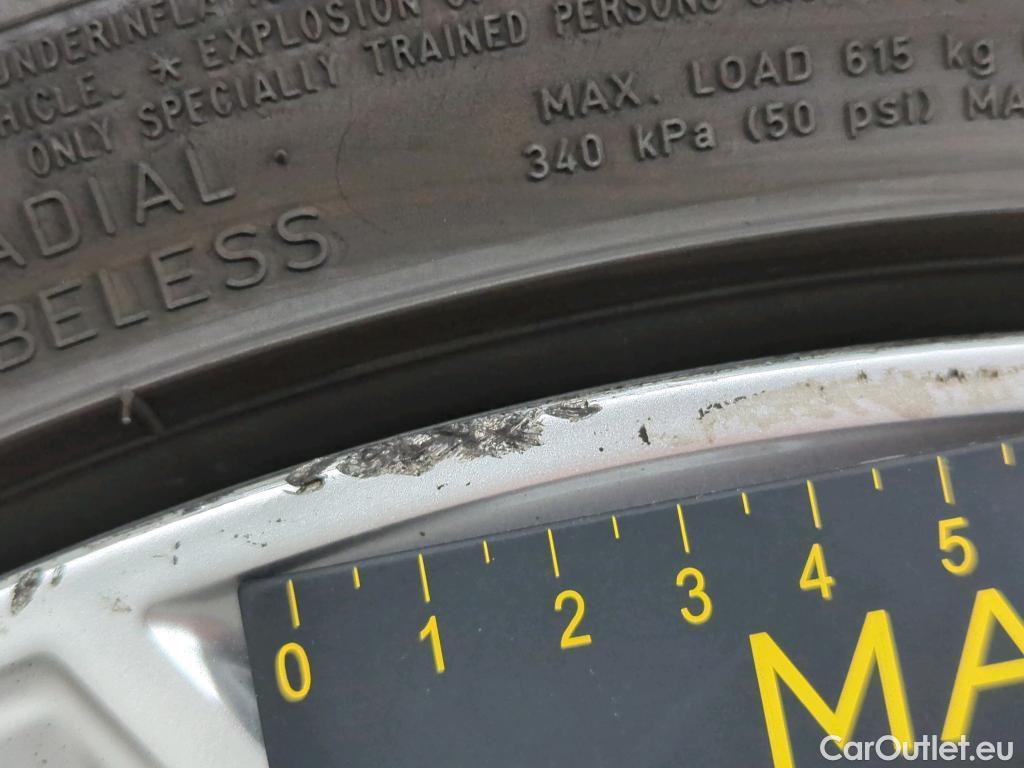 EXPLOSION
HICLE. *
ONLY SPECIALLY TRAINED PERSONS
MAX. LOAD 615 kg
340 kPa (50 psi) MA
ADIAL
BELESS
0 1 2 3 4 5
MA
CarOutlet.eu